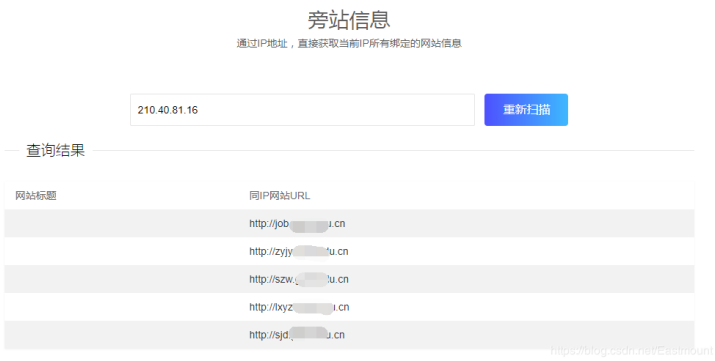 旁站信息
通过IP地址，直接获取当前IP所有绑定的网站信息
210.40.81.16 重新扫描
查询结果
网站标题 同IP网站URL
http://job u.cn
http://zyjy u.cn
http://szw. u.cn
http://lxyz u.cn
http://sjd u.cn
https://blog.csdn.net/Eastmount